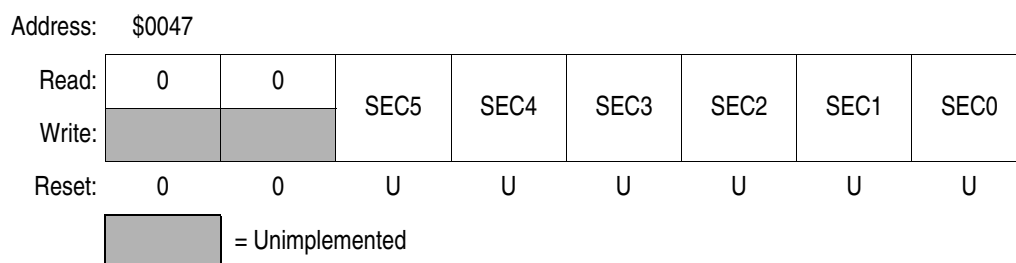 Address: $0047
Read: 0 0 SEC5 SEC4 SEC3 SEC2 SEC1 SEC0
Write:
Reset: 0 0 U U U U U U
= Unimplemented